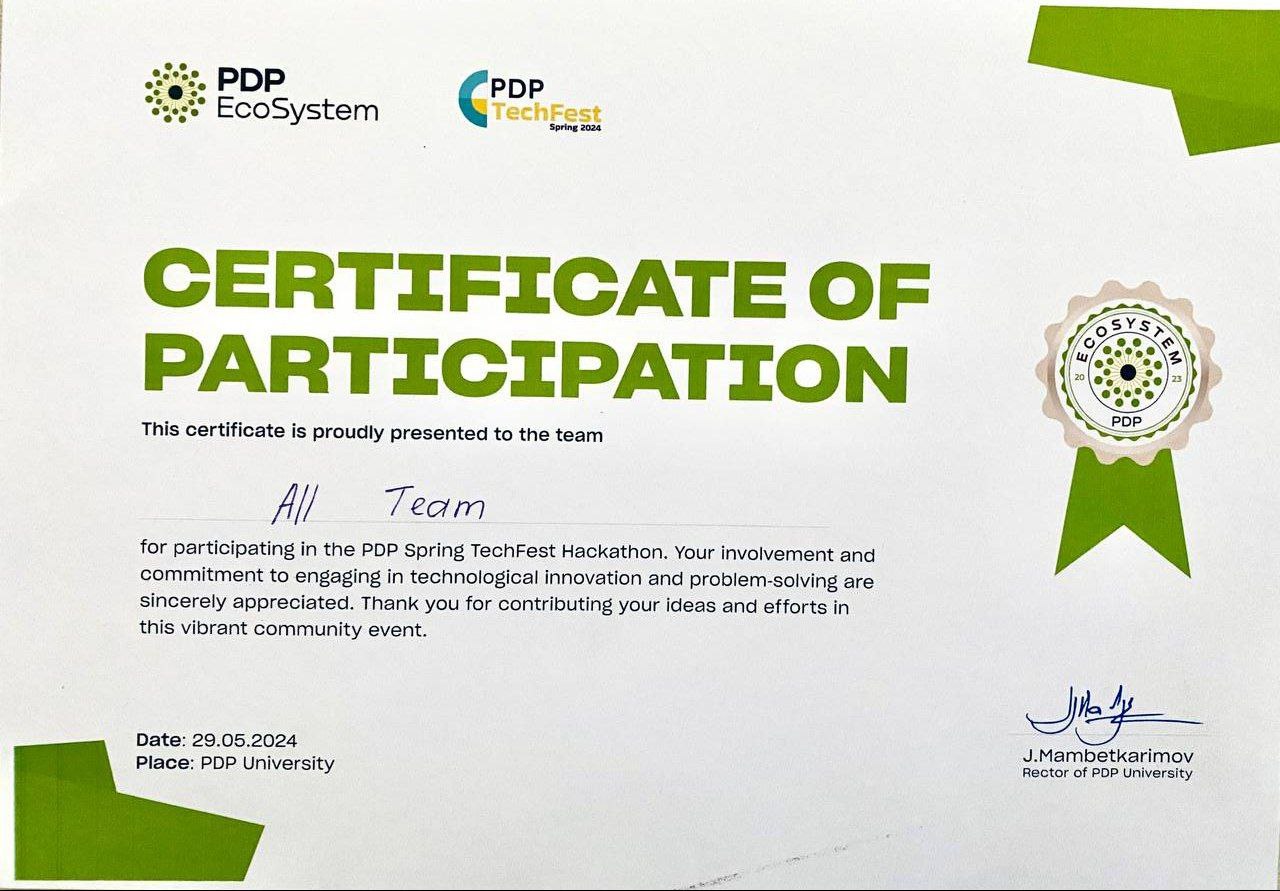 PDP
EcoSystem
PDP
TechFest
Spring 2024
CERTIFICATE OF
PARTICIPATION
This certificate is proudly presented to the team
All Team
for participating in the PDP Spring TechFest Hackathon. Your involvement and
commitment to engaging in technological innovation and problem-solving are
sincerely appreciated. Thank you for contributing your ideas and efforts in
this vibrant community event.
ECOSYSTEM
20 23
PDP
Date: 29.05.2024
Place: PDP University
J.Mambetkarimov
Rector of PDP University